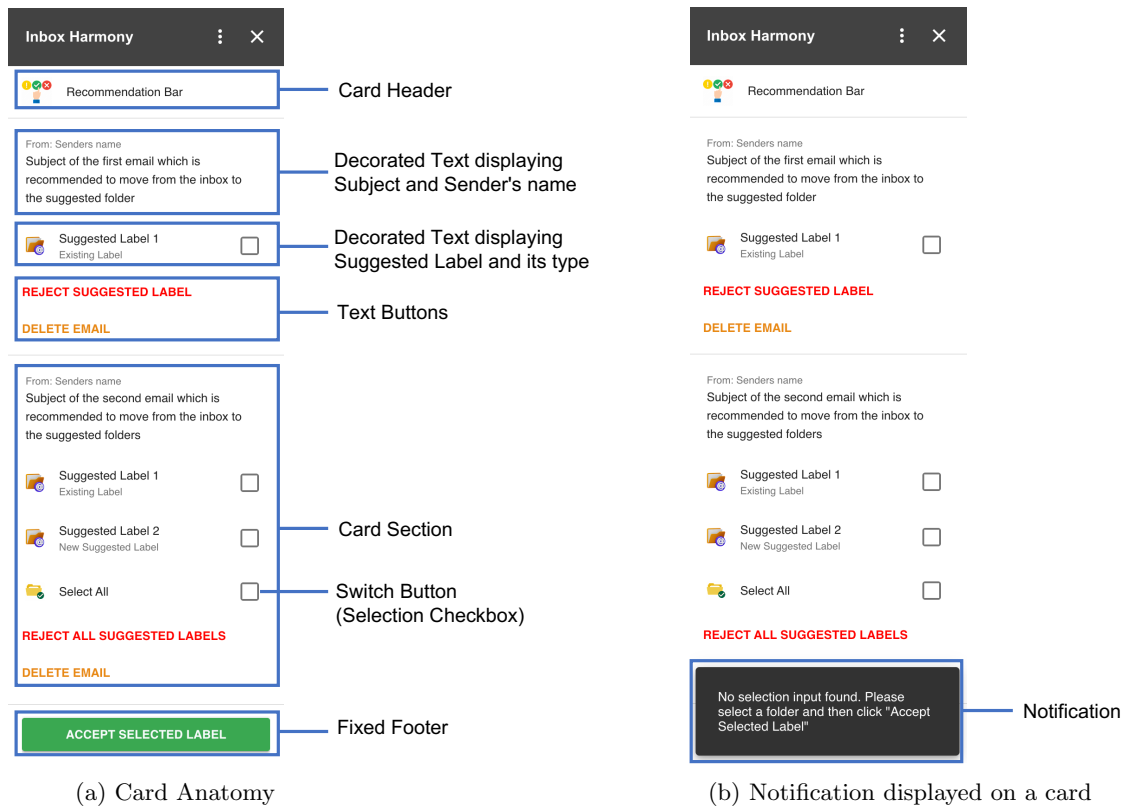 Inbox Harmony
Recommendation Bar
Card Header
From: Senders name
Subject of the first email which is
recommended to move from the inbox to
the suggested folder
Decorated Text displaying
Subject and Sender's name
Suggested Label 1
Existing Label
Decorated Text displaying
Suggested Label and its type
REJECT SUGGESTED LABEL
DELETE EMAIL
Text Buttons
From: Senders name
Subject of the second email which is
recommended to move from the inbox to
the suggested folders
Suggested Label 1
Existing Label
Suggested Label 2
New Suggested Label
Card Section
Select All
Switch Button
(Selection Checkbox)
REJECT ALL SUGGESTED LABELS
DELETE EMAIL
ACCEPT SELECTED LABEL
Fixed Footer
(a) Card Anatomy
Inbox Harmony
Recommendation Bar
From: Senders name
Subject of the first email which is
recommended to move from the inbox to
the suggested folder
Suggested Label 1
Existing Label
REJECT SUGGESTED LABEL
DELETE EMAIL
From: Senders name
Subject of the second email which is
recommended to move from the inbox to
the suggested folders
Suggested Label 1
Existing Label
Suggested Label 2
New Suggested Label
Select All
REJECT ALL SUGGESTED LABELS
No selection input found. Please
select a folder and then click "Accept
Selected Label"
Notification
(b) Notification displayed on a card